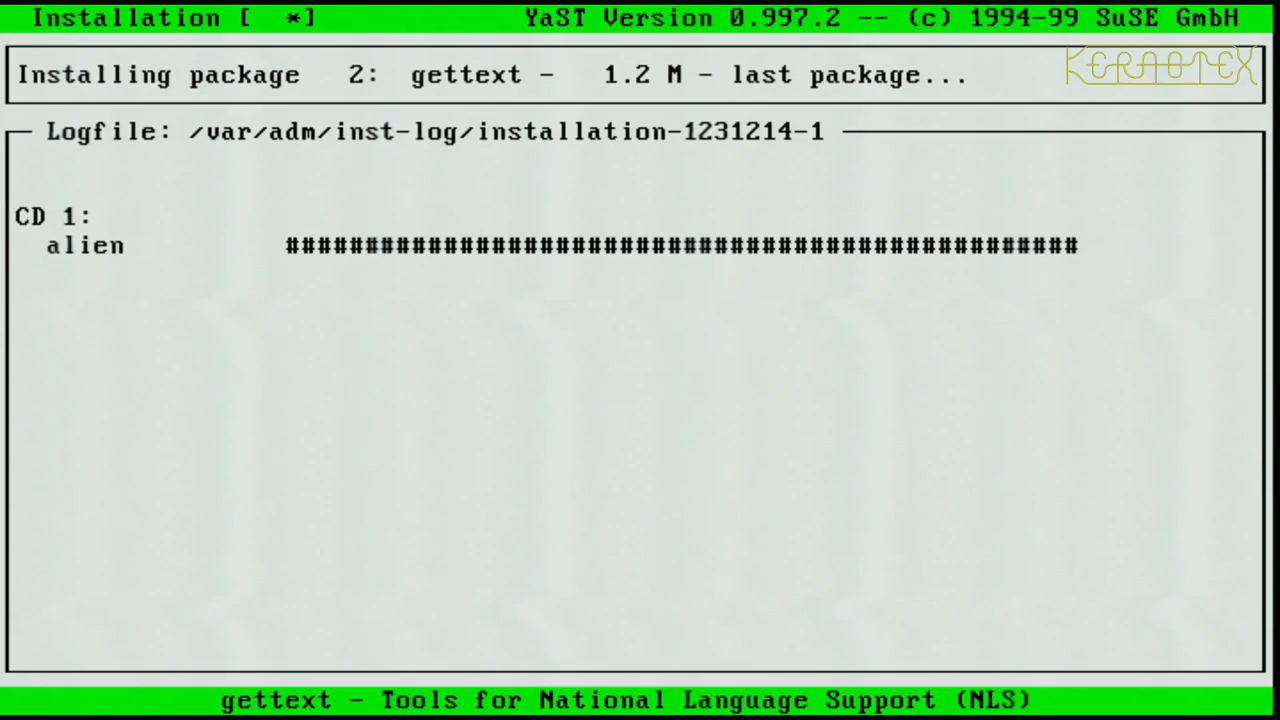 Installation [   *]   YaST Version 0.997.2 -- (c) 1994-99 SuSE GmbH
KERAOTEX
Installing package   2:  gettext -   1.2 M - last package...
Logfile: /var/adm/inst-log/installation-1231214-1
CD 1:
alien   ##################################################
gettext - Tools for National Language Support (NLS)